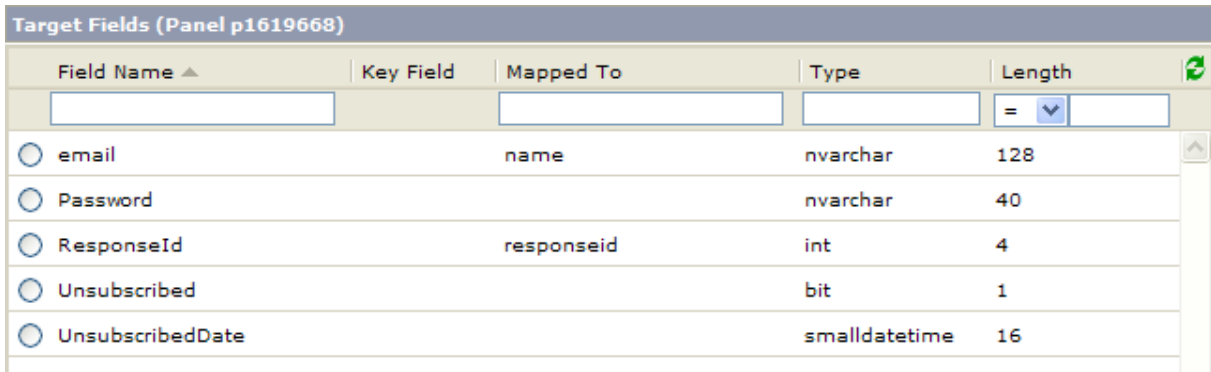 Target Fields (Panel p1619668)
Field Name Key Field Mapped To Type Length
=
email name nvarchar 128
Password nvarchar 40
ResponseId responseid int 4
Unsubscribed bit 1
UnsubscribedDate smalldatetime 16